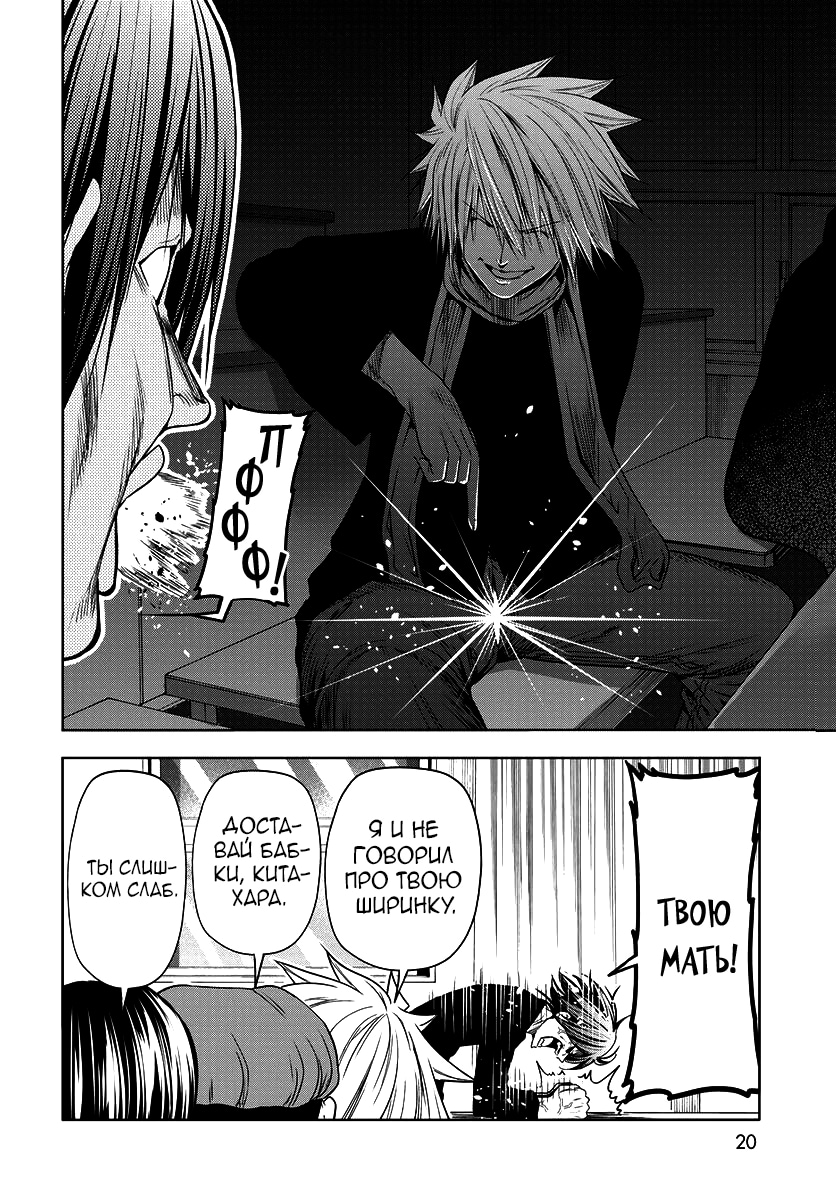 ПФФФ!
ТВОЮ
МАТЬ!
Я И НЕ
ГОВОРИЛ
ПРО ТВОЮ
ШИРИНКУ.
ДОСТА-
ВАЙ БАБ-
КИ, КИТА-
ХАРА.
ТЫ СЛИШ-
КОМ СЛАБ.
20